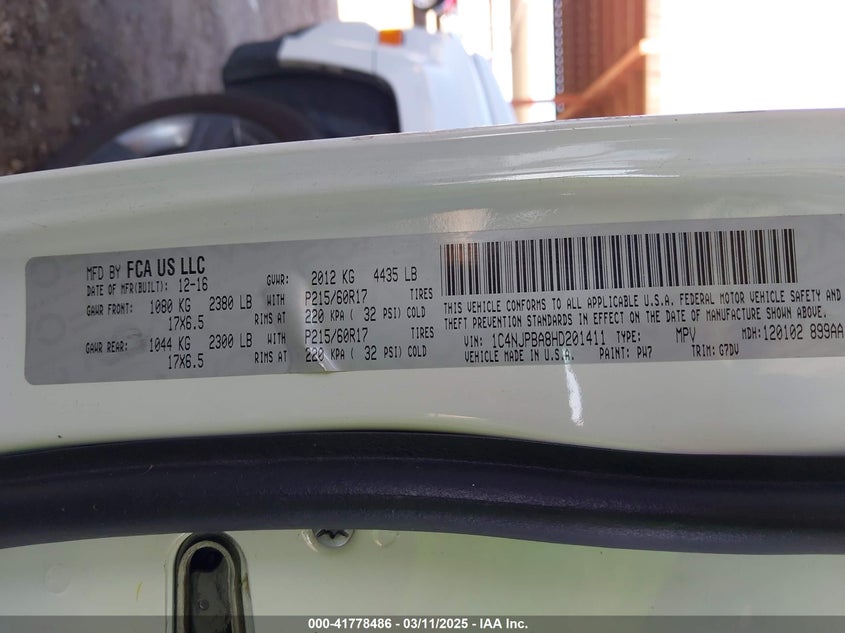 MFD BY FCA US LLC
DATE OF MFR(BUILT): 12-16 GVWR: 2012 KG 4435 LB
GAWR FRONT: 1080 KG 2380 LB WITH P215/60R17 TIRES
17X6.5 RIMS AT 220 KPA ( 32 PSI) COLD
GAWR REAR: 1044 KG 2300 LB WITH P215/60R17 TIRES
17X6.5 RIMS AT 220 KPA ( 32 PSI) COLD
THIS VEHICLE CONFORMS TO ALL APPLICABLE U.S.A. FEDERAL MOTOR VEHICLE SAFETY AND
THEFT PREVENTION STANDARDS IN EFFECT ON THE DATE OF MANUFACTURE SHOWN ABOVE
VIN: 1C4NJPBA8HD201411 TYPE: MPV MDH: 120102 899AA
VEHICLE MADE IN U.S.A. PAINT: PW7 TRIM: G7DV
000-41778486 - 03/11/2025 - IAA Inc.